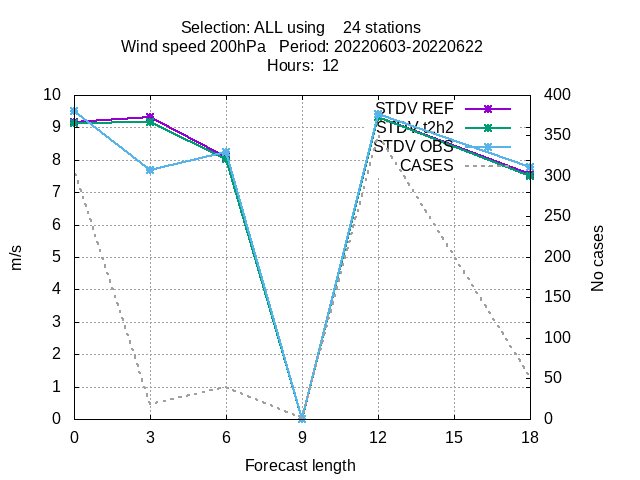 Selection: ALL using    24 stations
Wind speed 200hPa   Period: 20220603-20220622
Hours:  12
STDV REF
STDV t2h2
STDV OBS
CASES
10
9
8
7
6
5
4
3
2
1
0
400
350
300
250
200
150
100
50
0
m/s
No cases
0 3 6 9 12 15 18
Forecast length